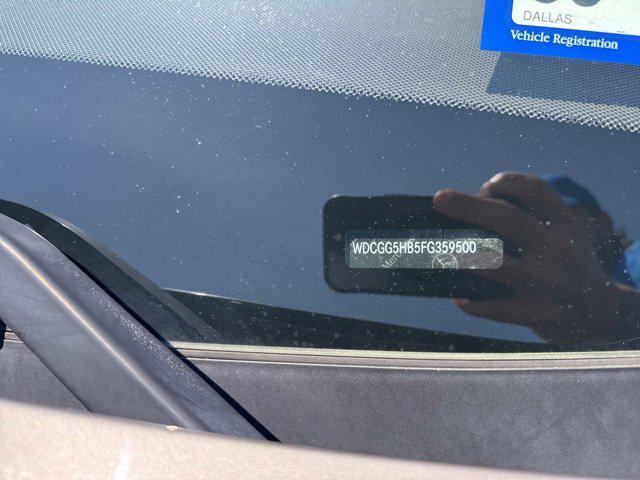 DALLAS
Vehicle Registration
WDCGG5HB5FG359500